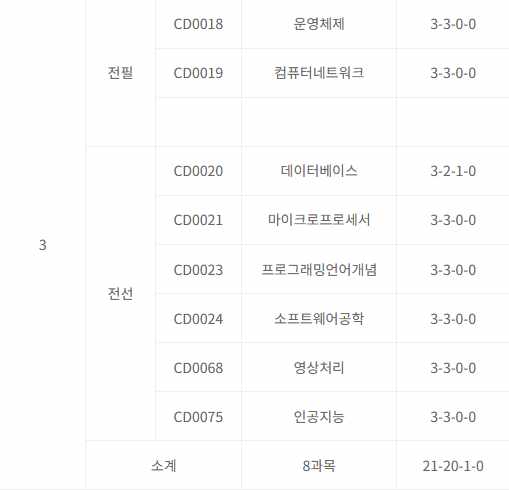 3
전필
CD0018 운영체제 3-3-0-0
CD0019 컴퓨터네트워크 3-3-0-0
전선
CD0020 데이터베이스 3-2-1-0
CD0021 마이크로프로세서 3-3-0-0
CD0023 프로그래밍언어개념 3-3-0-0
CD0024 소프트웨어공학 3-3-0-0
CD0068 영상처리 3-3-0-0
CD0075 인공지능 3-3-0-0
소계 8과목 21-20-1-0